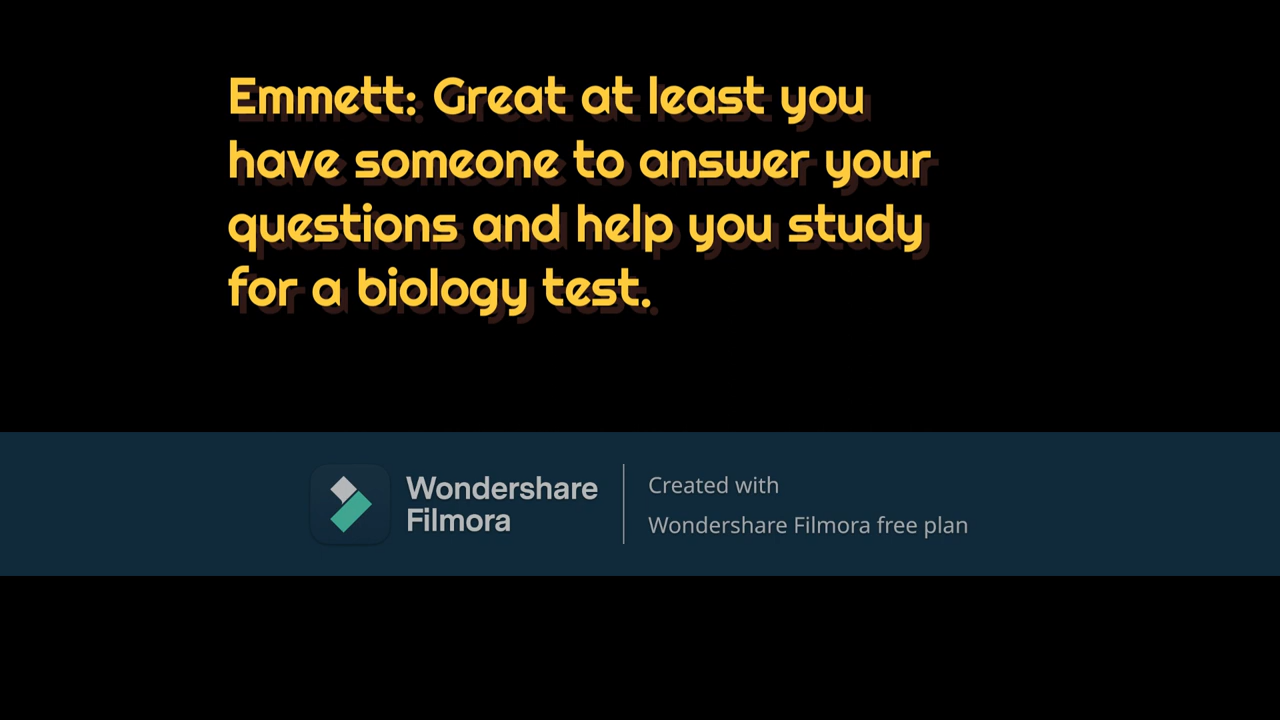 Emmett: Great at least you
have someone to answer your
questions and help you study
for a biology test.
Wondershare
Filmora
Created with
Wondershare Filmora free plan